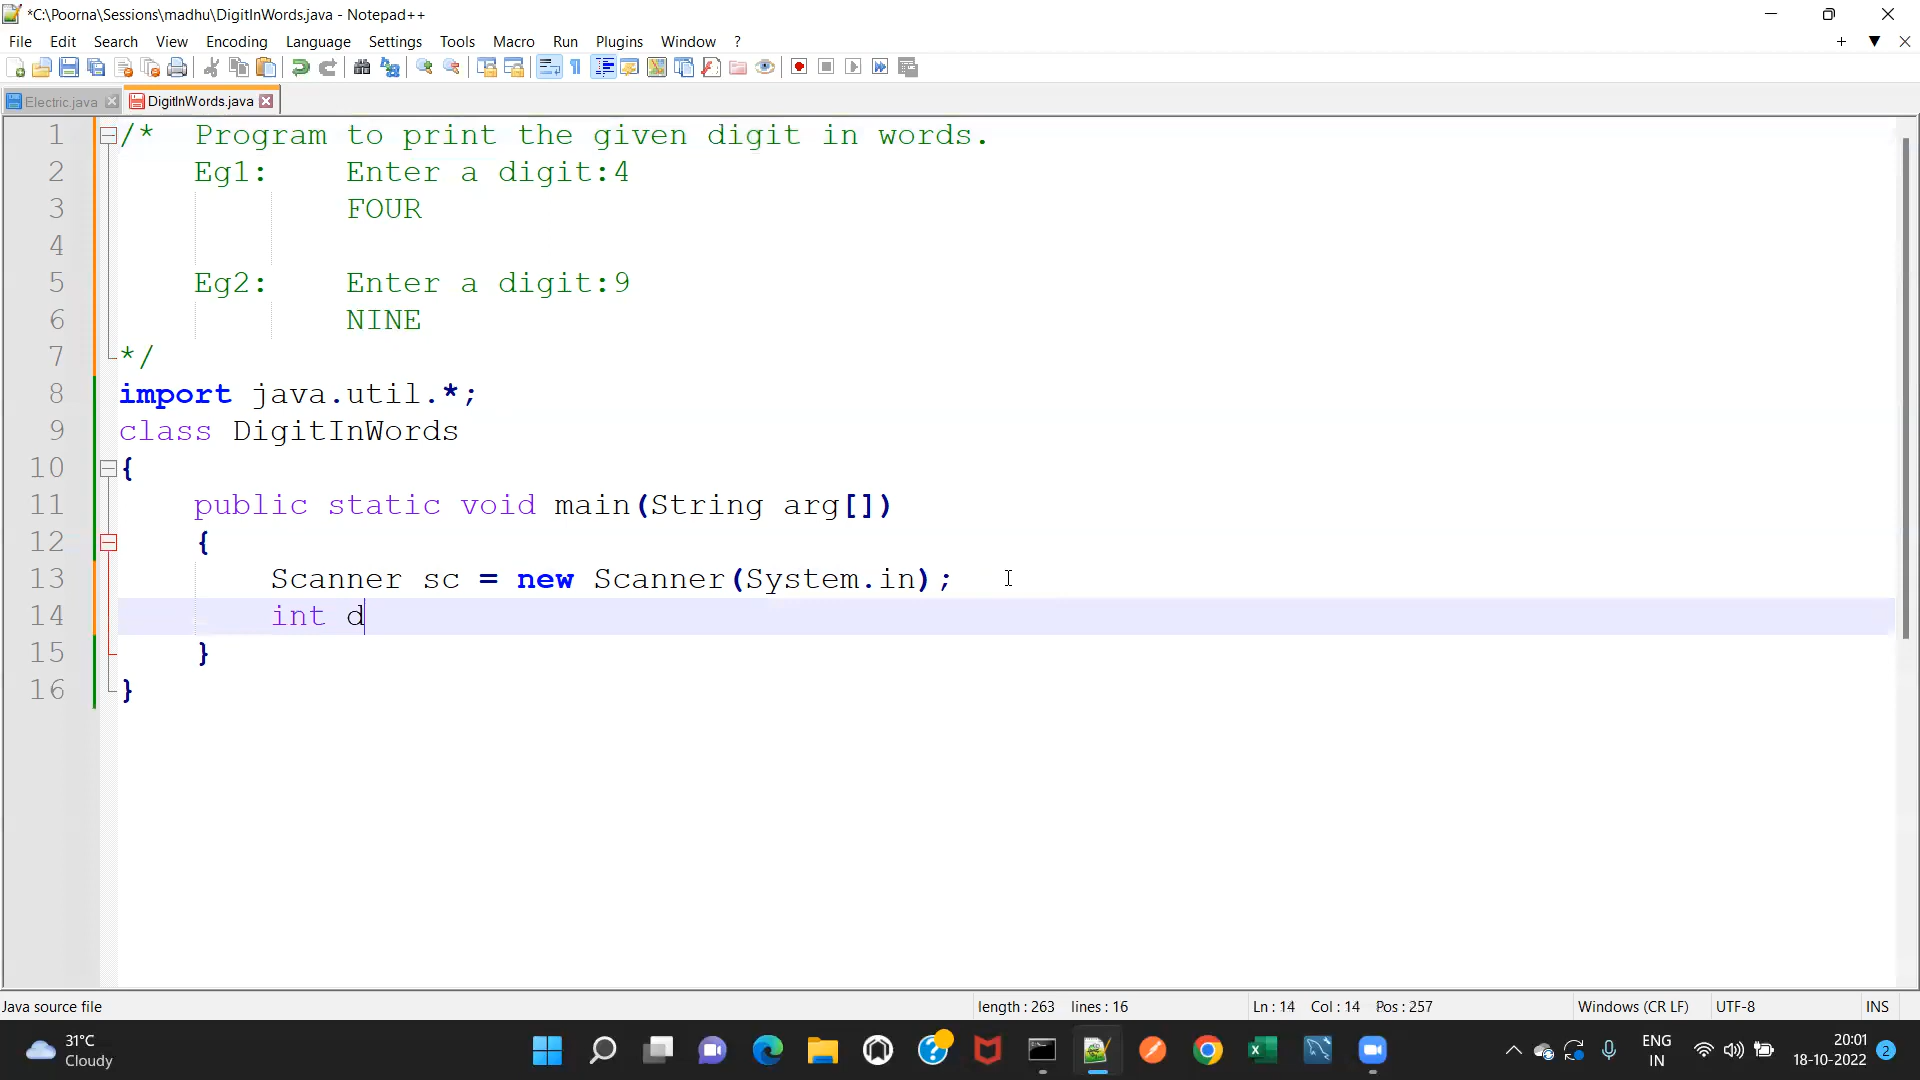 *C:\Poorna\Sessions\madhu\DigitInWords.java - Notepad++
File Edit Search View Encoding Language Settings Tools Macro Run Plugins Window ?
Electric.java DigitInWords.java
1 /* Program to print the given digit in words.
2 Eg1: Enter a digit:4
3 FOUR
4
5 Eg2: Enter a digit:9
6 NINE
7 */
8 import java.util.*;
9 class DigitInWords
10 {
11 public static void main(String arg[])
12 {
13 Scanner sc = new Scanner(System.in);
14 int d
15 }
16 }
Java source file length : 263 lines : 16 Ln : 14 Col : 14 Pos : 257 Windows (CR LF) UTF-8 INS
31°C
Cloudy
ENG
IN
20:01
18-10-2022
2